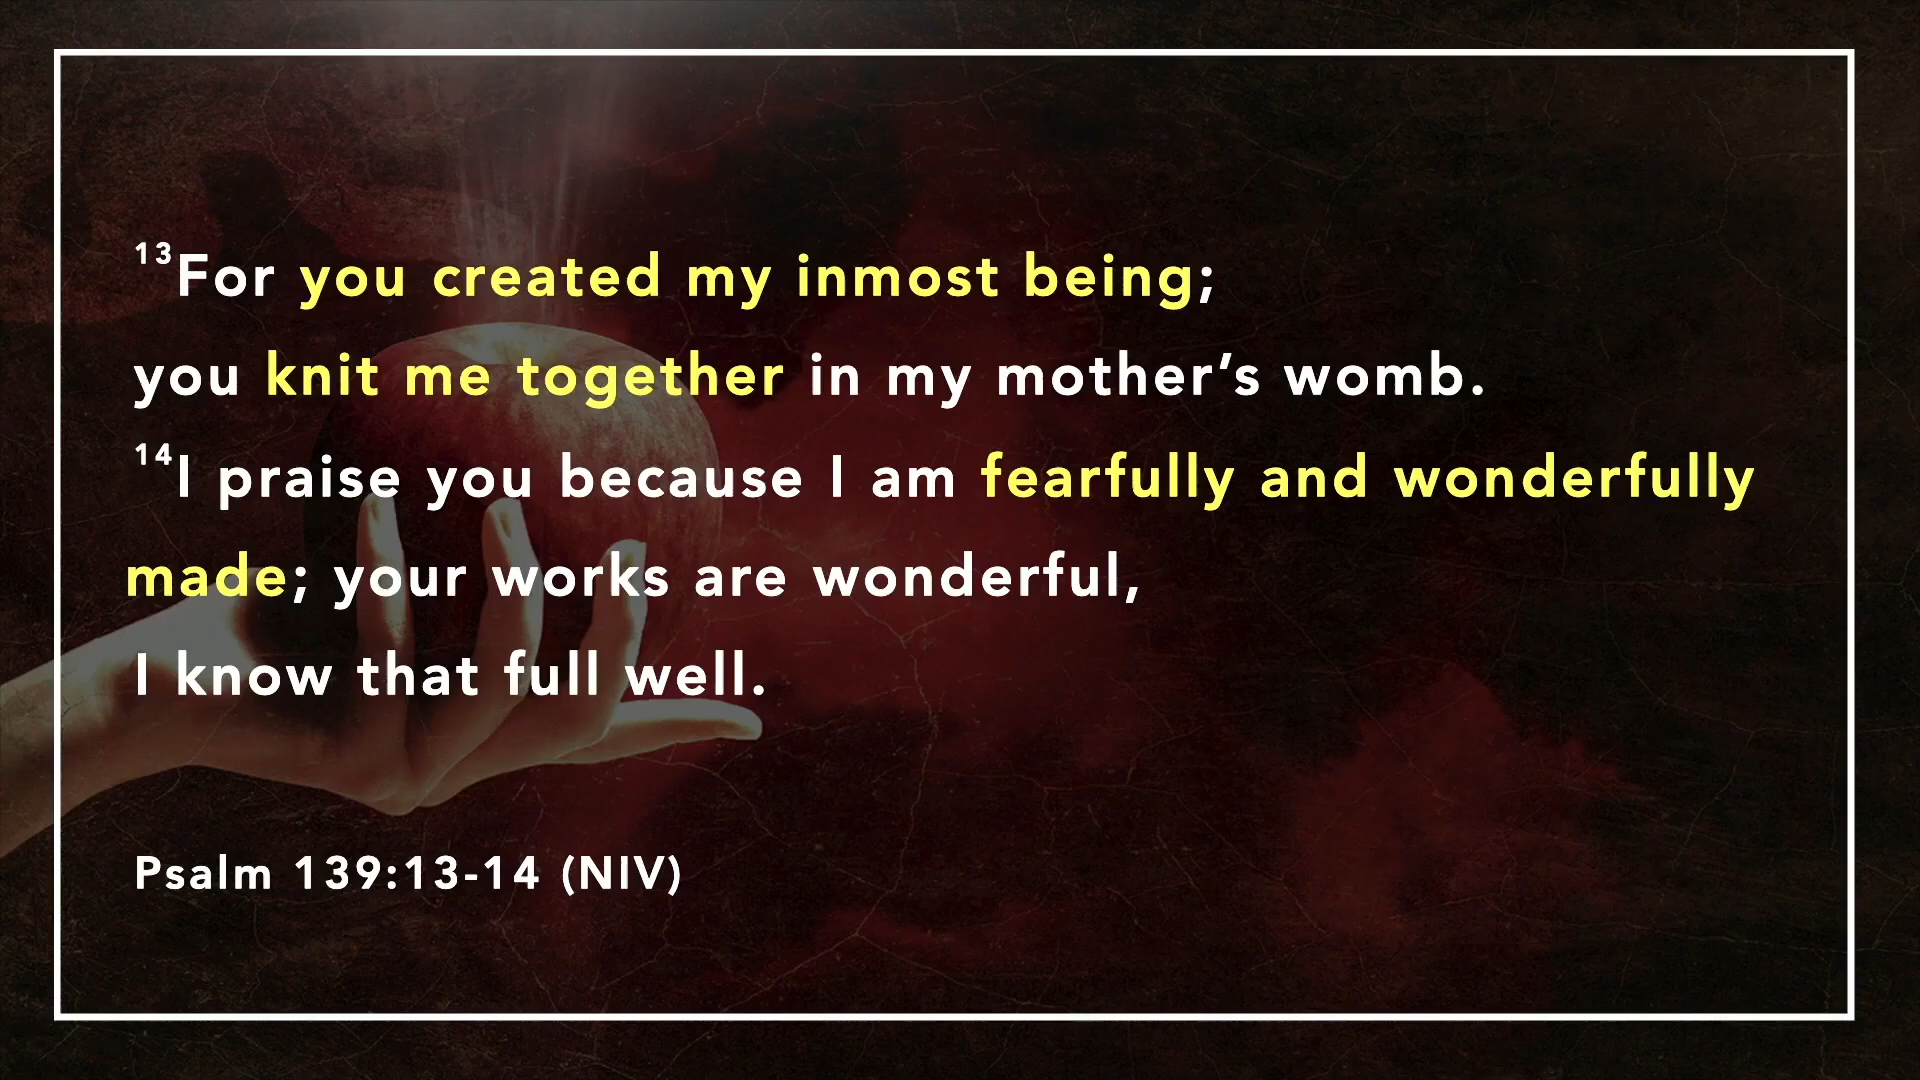 13For you created my inmost being;
you knit me together in my mother’s womb.
14I praise you because I am fearfully and wonderfully
made; your works are wonderful,
I know that full well.
Psalm 139:13-14 (NIV)